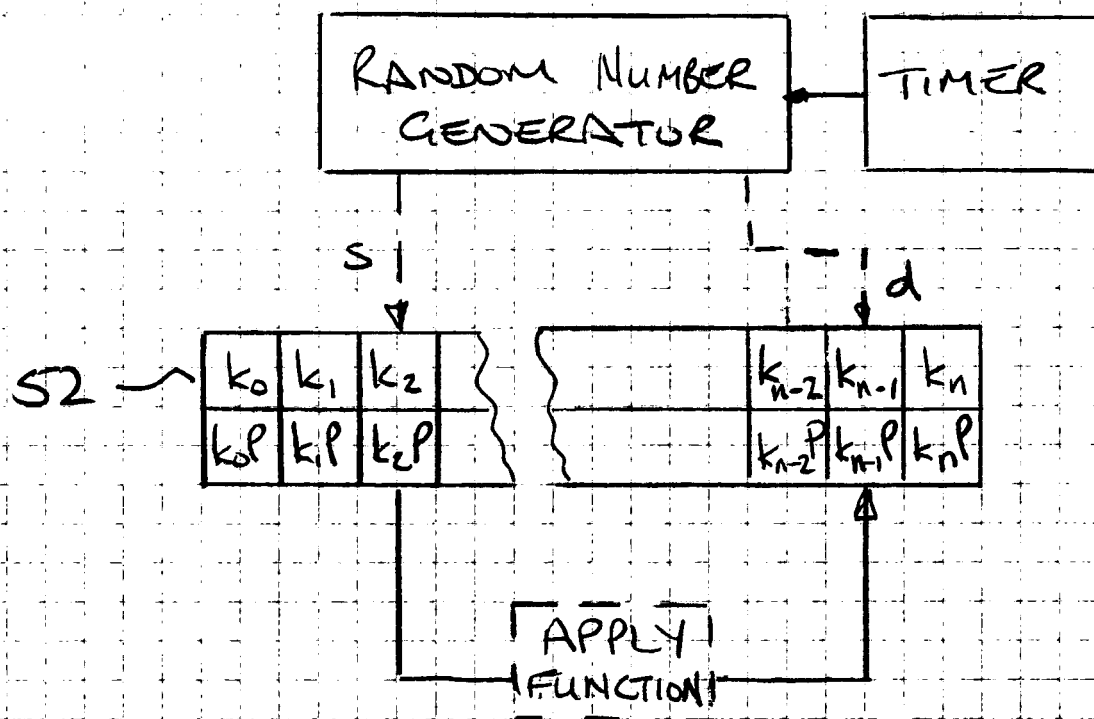 RANDOM NUMBER
GENERATOR
TIMER
s
d
52
k₀ k₁ k₂ kₙ₋₂ kₙ₋₁ kₙ
k₀P k₁P k₂P kₙ₋₂P kₙ₋₁P kₙP
APPLY
FUNCTION